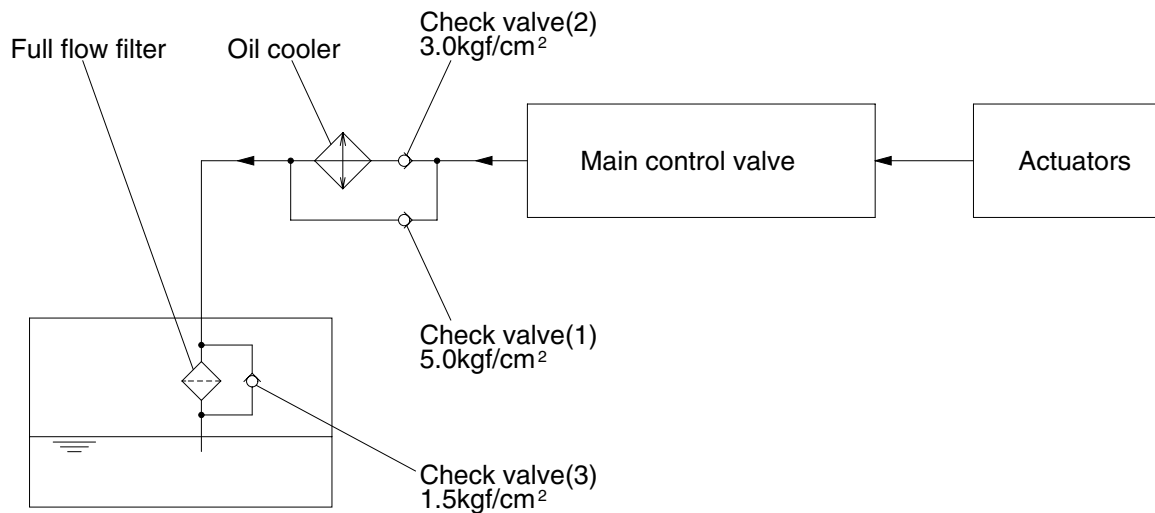 Check valve(2)
3.0kgf/cm²
Full flow filter
Oil cooler
Main control valve
Actuators
Check valve(1)
5.0kgf/cm²
Check valve(3)
1.5kgf/cm²